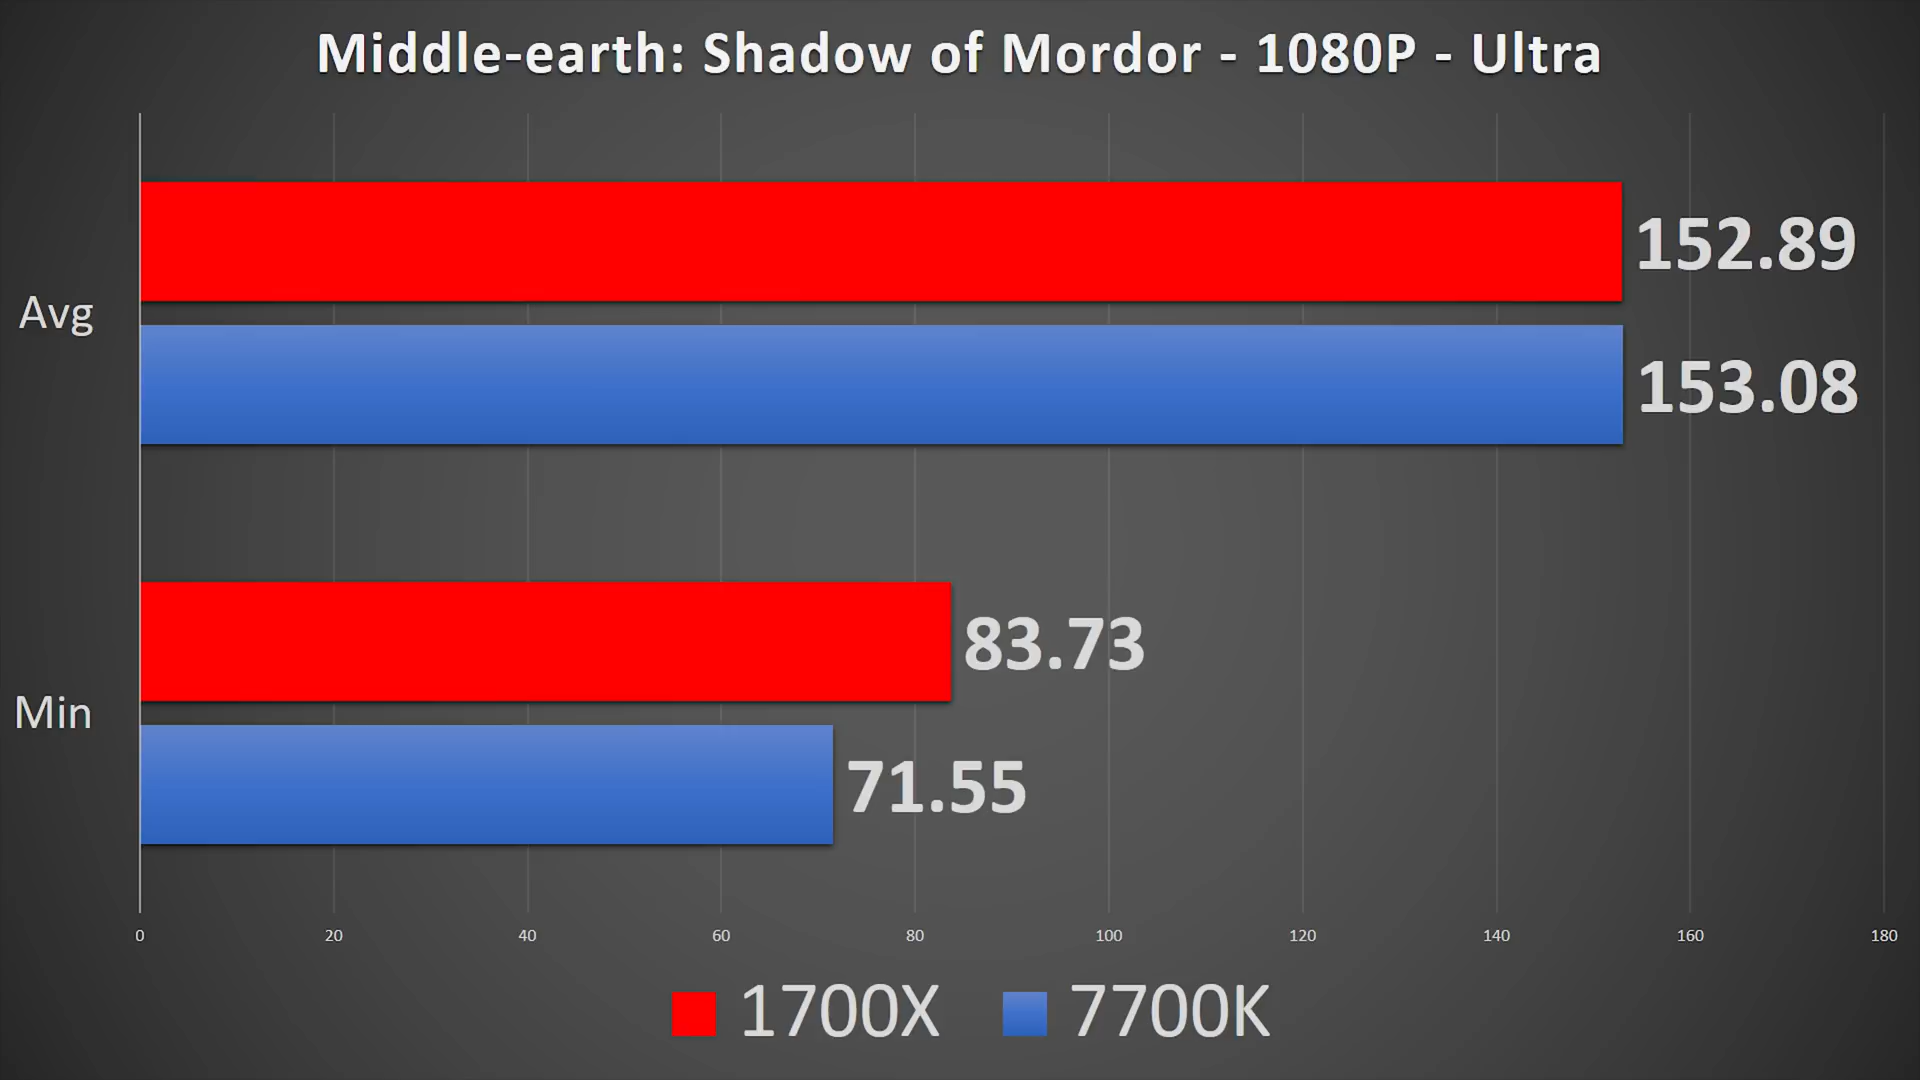 Middle-earth: Shadow of Mordor - 1080P - Ultra
152.89
Avg
153.08
83.73
Min
71.55
0 20 40 60 80 100 120 140 160 180
1700X 7700K